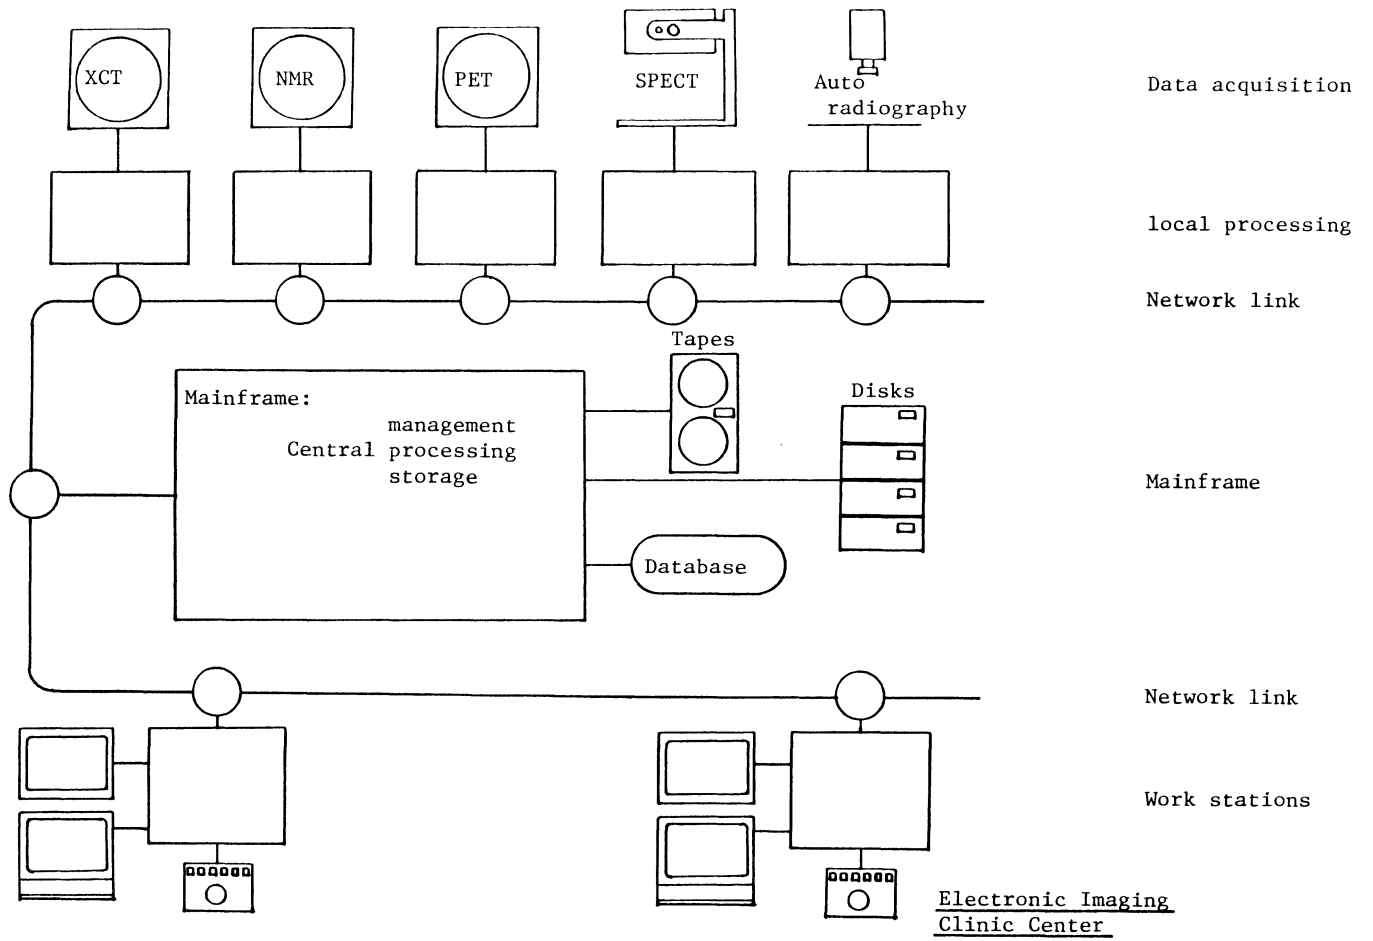 XCT
NMR
PET
SPECT
Auto
radiography
Data acquisition
local processing
Network link
Tapes
Disks
Mainframe:
management
Central processing
storage
Mainframe
Database
Network link
Work stations
Electronic Imaging
Clinic Center